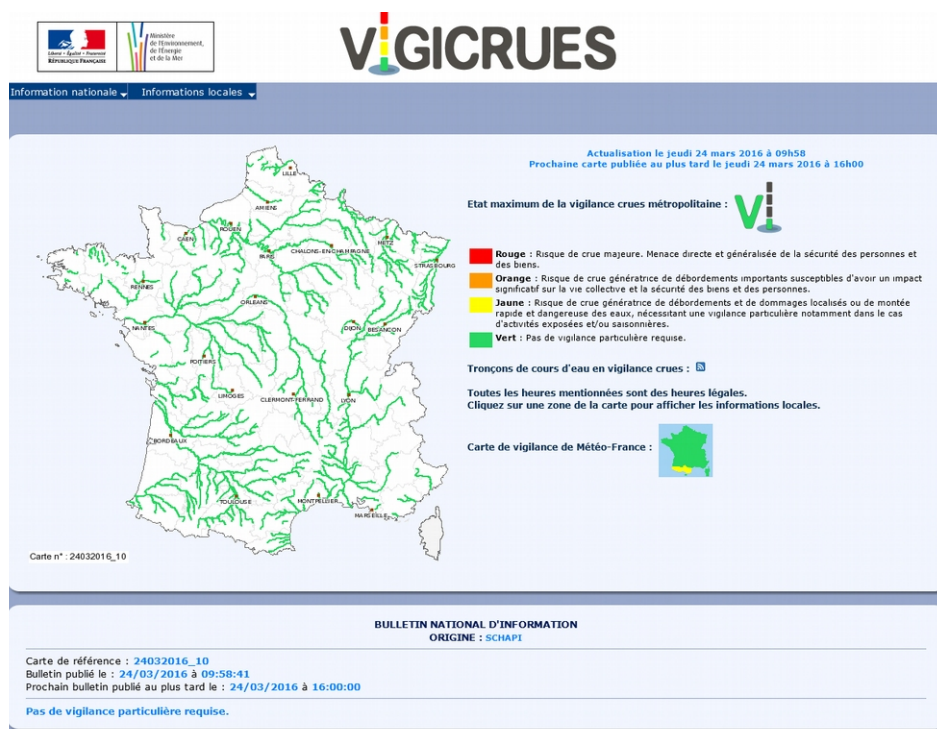 Liberté • Égalité • Fraternité
RÉPUBLIQUE FRANÇAISE
Ministère
de l'Environnement,
de l'Énergie
et de la Mer
VIGICRUES
Information nationale
Informations locales
Actualisation le jeudi 24 mars 2016 à 09h58
Prochaine carte publiée au plus tard le jeudi 24 mars 2016 à 16h00
Etat maximum de la vigilance crues métropolitaine :
Vi
Rouge : Risque de crue majeure. Menace directe et généralisée de la sécurité des personnes et
des biens.
Orange : Risque de crue génératrice de débordements importants susceptibles d'avoir un impact
significatif sur la vie collective et la sécurité des biens et des personnes.
Jaune : Risque de crue génératrice de débordements et de dommages localisés ou de montée
rapide et dangereuse des eaux, nécessitant une vigilance particulière notamment dans le cas
d'activités exposées et/ou saisonnières.
Vert : Pas de vigilance particulière requise.
Tronçons de cours d'eau en vigilance crues :
Toutes les heures mentionnées sont des heures légales.
Cliquez sur une zone de la carte pour afficher les informations locales.
Carte de vigilance de Météo-France :
LILLE
AMIENS
ROUEN
CAEN
METZ
PARIS
CHALONS-EN-CHAMPAGNE
STRASBOURG
RENNES
ORLEANS
NANTES
DIJON
BESANCON
POITIERS
LIMOGES
CLERMONT-FERRAND
LYON
BORDEAUX
TOULOUSE
MONTPELLIER
MARSEILLE
Carte n° : 24032016_10
BULLETIN NATIONAL D'INFORMATION
ORIGINE : SCHAPI
Carte de référence : 24032016_10
Bulletin publié le : 24/03/2016 à 09:58:41
Prochain bulletin publié au plus tard le : 24/03/2016 à 16:00:00
Pas de vigilance particulière requise.